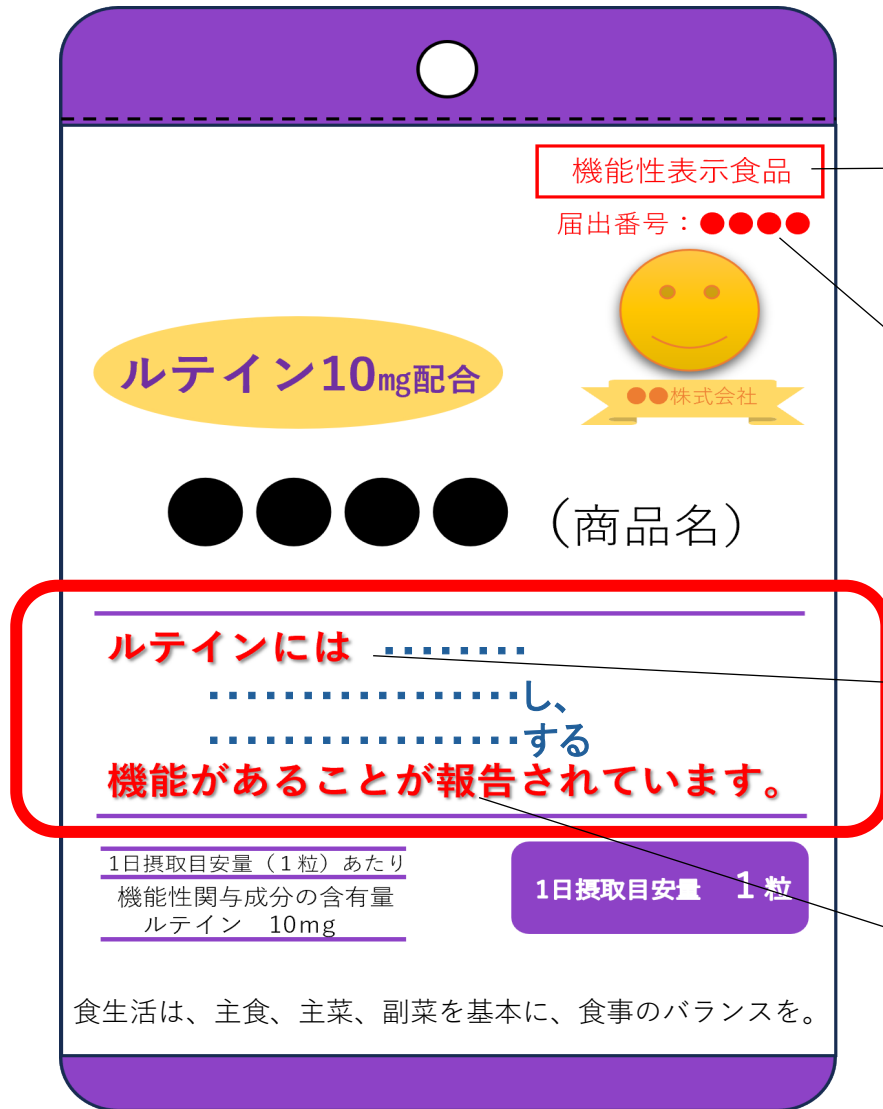 機能性表示食品
届出番号：●●●●
ルテイン10㎎配合
●●株式会社
●●●●（商品名）
ルテインには ････････
････････････････し、
････････････････する
機能があることが報告されています。
1日摂取目安量（１粒）あたり
機能性関与成分の含有量
ルテイン　10mg
1日摂取目安量　１粒
食生活は、主食、主菜、副菜を基本に、食事のバランスを。